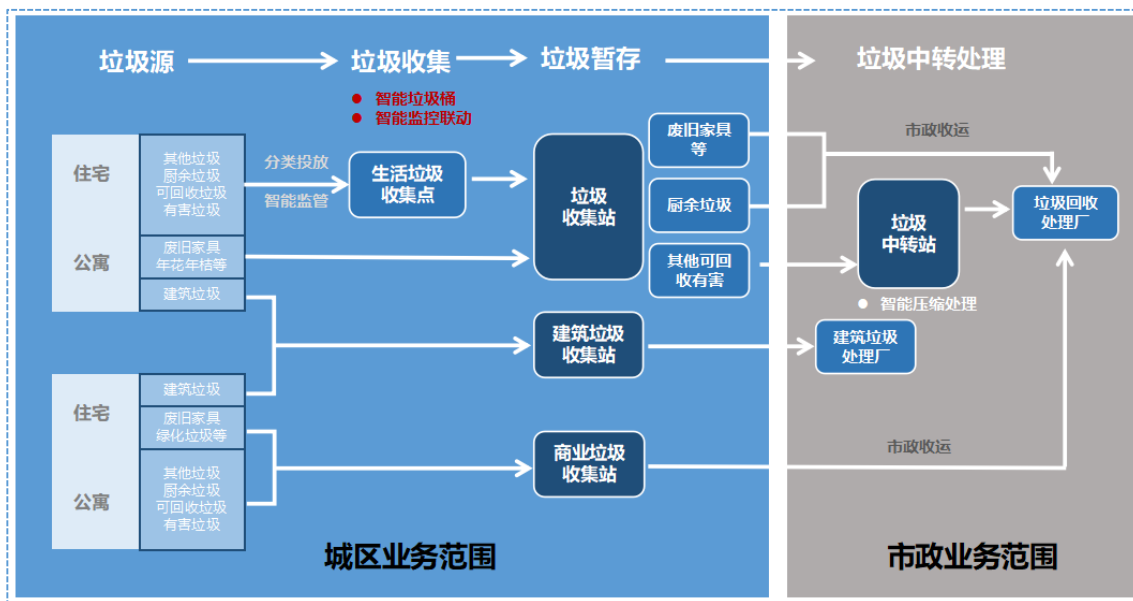 垃圾源
垃圾收集
垃圾暂存
垃圾中转处理
智能垃圾桶
智能监控联动
住宅
公寓
其他垃圾
厨余垃圾
可回收垃圾
有害垃圾
废旧家具
年花年桔等
建筑垃圾
分类投放
智能监管
生活垃圾
收集点
垃圾
收集站
废旧家具
等
厨余垃圾
其他可回
收有害
市政收运
垃圾
中转站
智能压缩处理
垃圾回收
处理厂
建筑垃圾
收集站
建筑垃圾
处理厂
住宅
公寓
建筑垃圾
废旧家具
绿化垃圾等
其他垃圾
厨余垃圾
可回收垃圾
有害垃圾
商业垃圾
收集站
市政收运
城区业务范围
市政业务范围